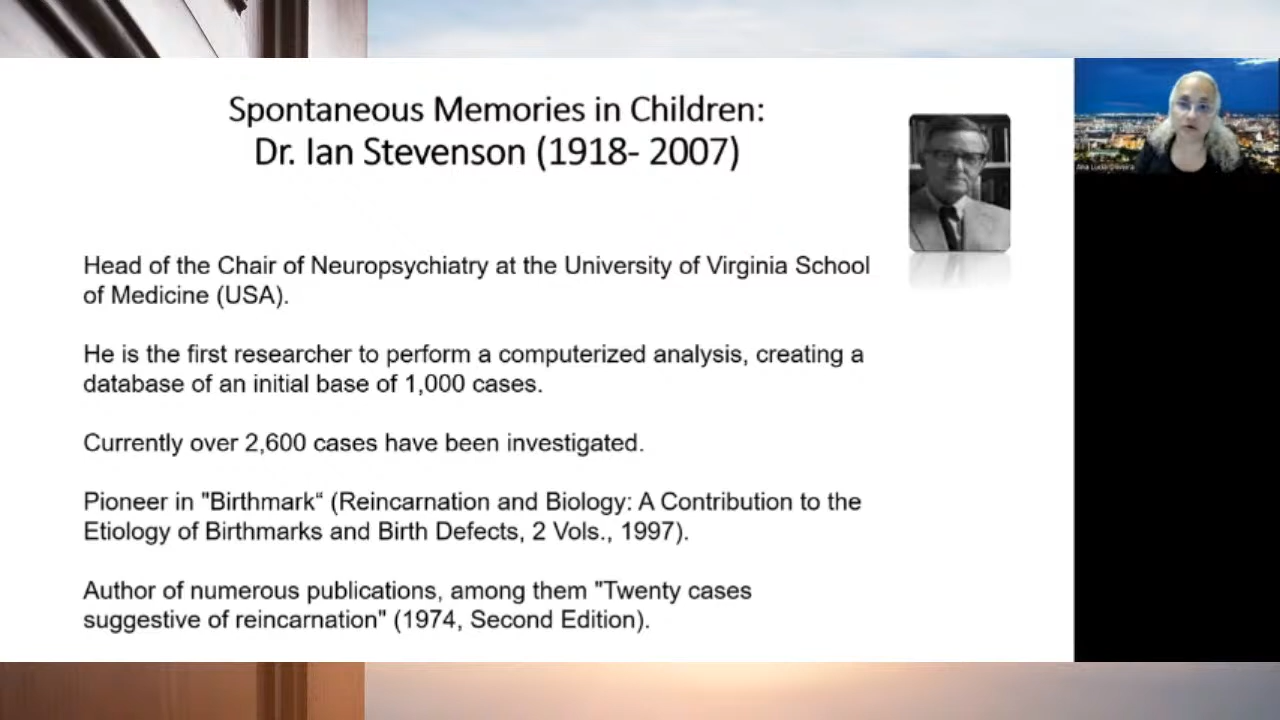 Spontaneous Memories in Children:
Dr. Ian Stevenson (1918- 2007)
Head of the Chair of Neuropsychiatry at the University of Virginia School
of Medicine (USA).
He is the first researcher to perform a computerized analysis, creating a
database of an initial base of 1,000 cases.
Currently over 2,600 cases have been investigated.
Pioneer in "Birthmark“ (Reincarnation and Biology: A Contribution to the
Etiology of Birthmarks and Birth Defects, 2 Vols., 1997).
Author of numerous publications, among them "Twenty cases
suggestive of reincarnation" (1974, Second Edition).